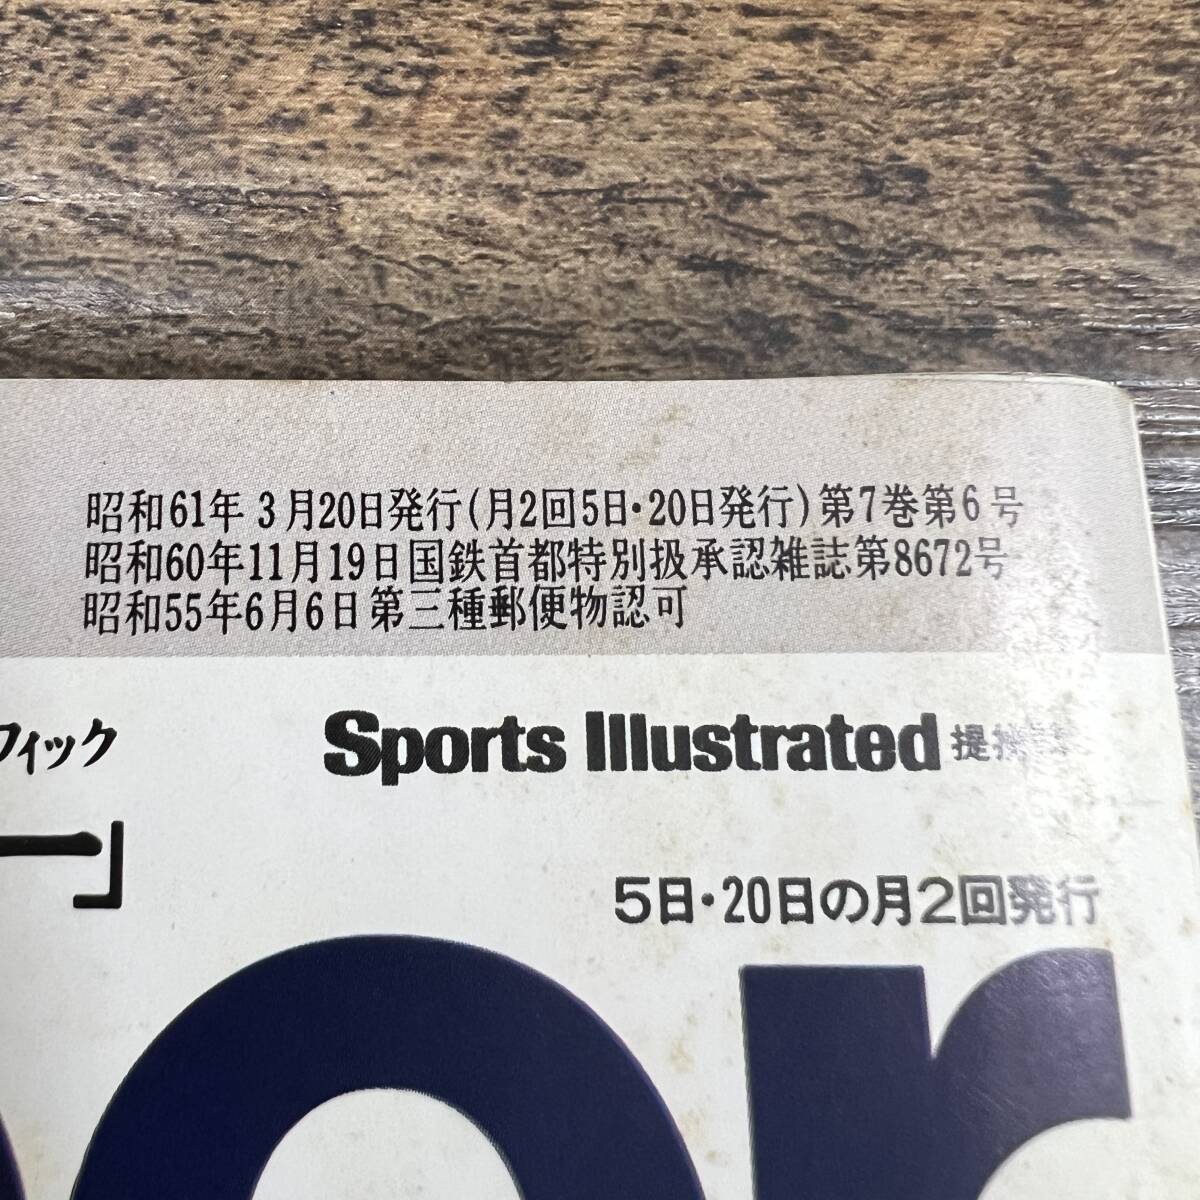 昭和61年 3月20日発行(月2回5日・20日発行)第7巻第6号
昭和60年11月19日国鉄首都特別扱承認雑誌第8672号
昭和55年6月6日第三種郵便物認可
フィック
Sports Illustrated 提携
ー」
5日・20日の月2回発行
or